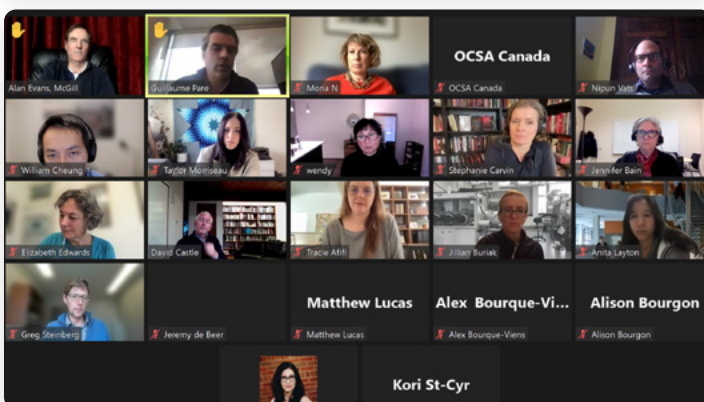 Alan Evans, McGill
Guillaume Pare
Mona N
OCSA Canada
OCSA Canada
Nipun Vats
William Cheung
Taylor Morriseau
wendy
Stephanie Carvin
Jennifer Bain
Elizabeth Edwards
David Castle
Tracie Afifi
Jillian Buriak
Anita Layton
Greg Steinberg
Jeremy de Beer
Matthew Lucas
Matthew Lucas
Alex Bourque-Vi...
Alex Bourque-Viens
Alison Bourgon
Alison Bourgon
Kori St-Cyr